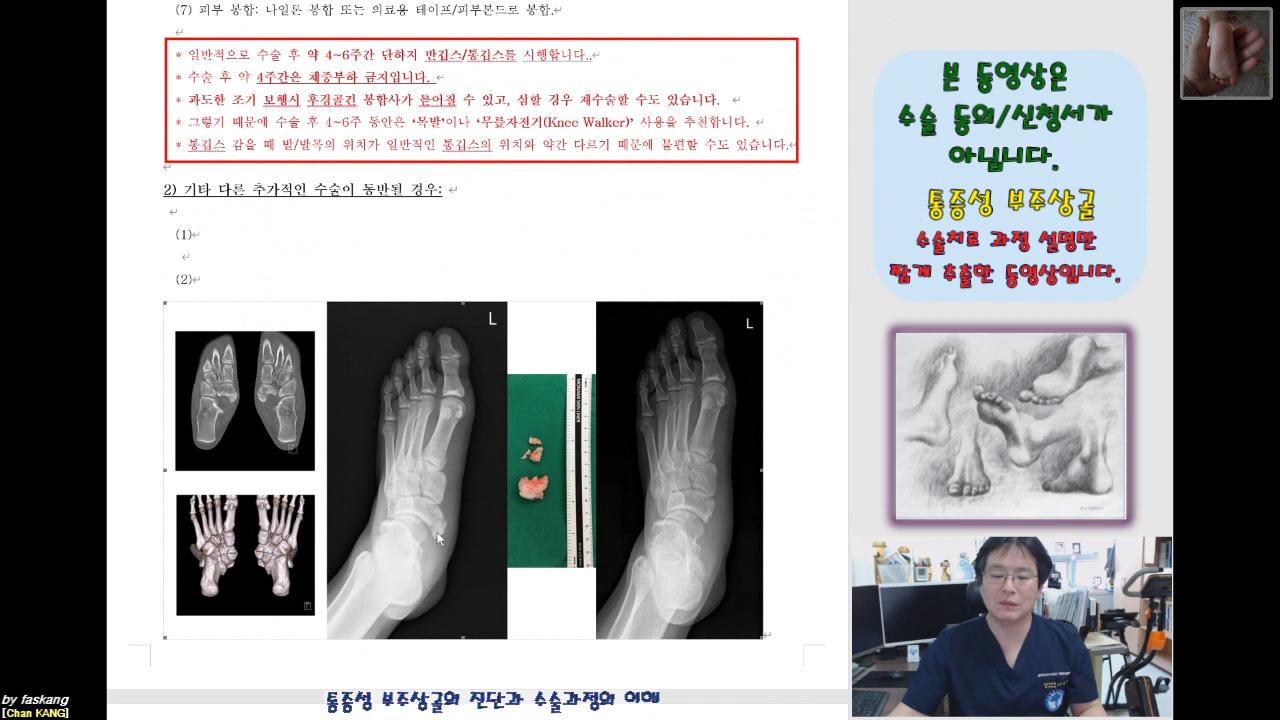 (7) 피부 봉합: 나일론 봉합 또는 의료용 테이프/피부본드로 봉합.
* 일반적으로 수술 후 약 4~6주간 단하지 반깁스/통깁스를 시행합니다..
* 수술 후 약 4주간은 체중부하 금지입니다.
* 과도한 조기 보행시 후경골건 봉합사가 뜯어질 수 있고, 심할 경우 재수술할 수도 있습니다.
* 그렇기 때문에 수술 후 4~6주 동안은 '목발'이나 '무릎자전거(Knee Walker)' 사용을 추천합니다.
* 통깁스 감을 때 발/발목의 위치가 일반적인 통깁스의 위치와 약간 다르기 때문에 불편할 수도 있습니다.
2) 기타 다른 추가적인 수술이 동반될 경우:
(1)
(2)
L
L
본 동영상은
수술 동의/신청서가
아닙니다.
통증성 부주상골
수술치료 과정 설명만
짧게 추출한 동영상입니다.
by faskang
[Chan KANG]
통증성 부주상골의 진단과 수술과정의 이해